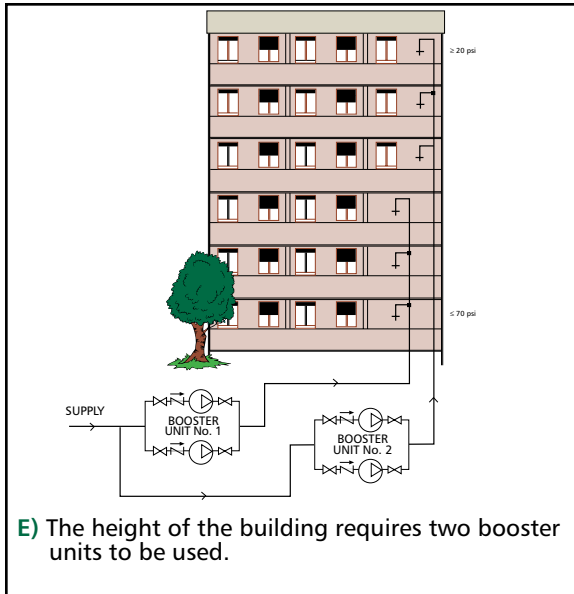 ≥ 20 psi
≤ 70 psi
SUPPLY
BOOSTER
UNIT No. 1
BOOSTER
UNIT No. 2
E) The height of the building requires two booster
units to be used.